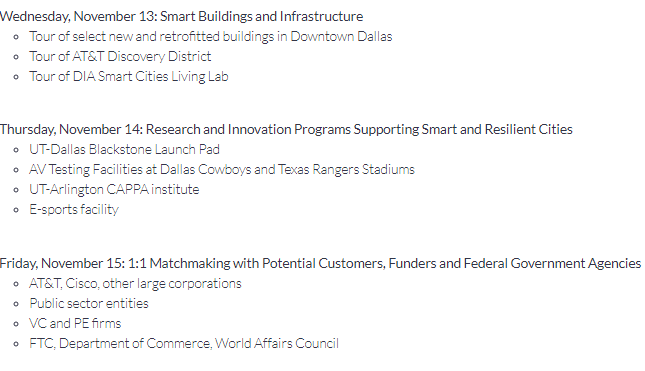 Wednesday, November 13: Smart Buildings and Infrastructure
Tour of select new and retrofitted buildings in Downtown Dallas
Tour of AT&T Discovery District
Tour of DIA Smart Cities Living Lab
Thursday, November 14: Research and Innovation Programs Supporting Smart and Resilient Cities
UT-Dallas Blackstone Launch Pad
AV Testing Facilities at Dallas Cowboys and Texas Rangers Stadiums
UT-Arlington CAPPA institute
E-sports facility
Friday, November 15: 1:1 Matchmaking with Potential Customers, Funders and Federal Government Agencies
AT&T, Cisco, other large corporations
Public sector entities
VC and PE firms
FTC, Department of Commerce, World Affairs Council